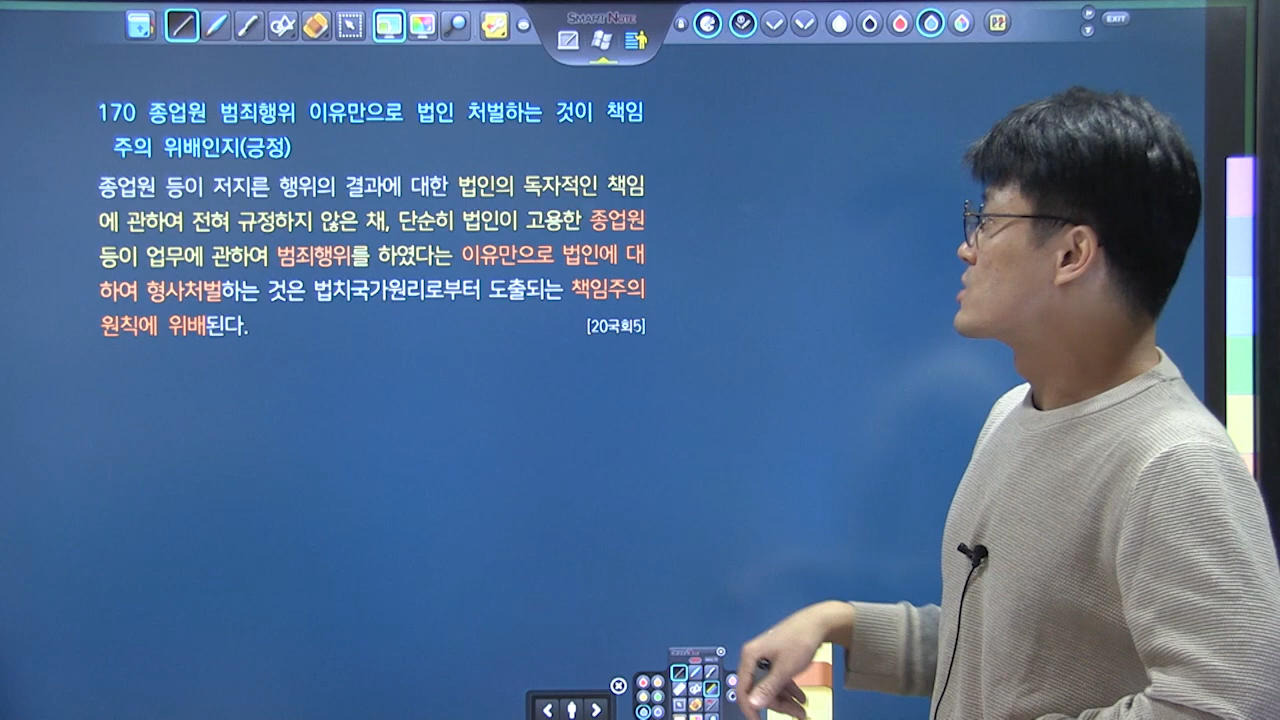 SMART NOTE
EXIT
170 종업원 범죄행위 이유만으로 법인 처벌하는 것이 책임
주의 위배인지(긍정)
종업원 등이 저지른 행위의 결과에 대한 법인의 독자적인 책임
에 관하여 전혀 규정하지 않은 채, 단순히 법인이 고용한 종업원
등이 업무에 관하여 범죄행위를 하였다는 이유만으로 법인에 대
하여 형사처벌하는 것은 법치국가원리로부터 도출되는 책임주의
원칙에 위배된다. [20국회5]